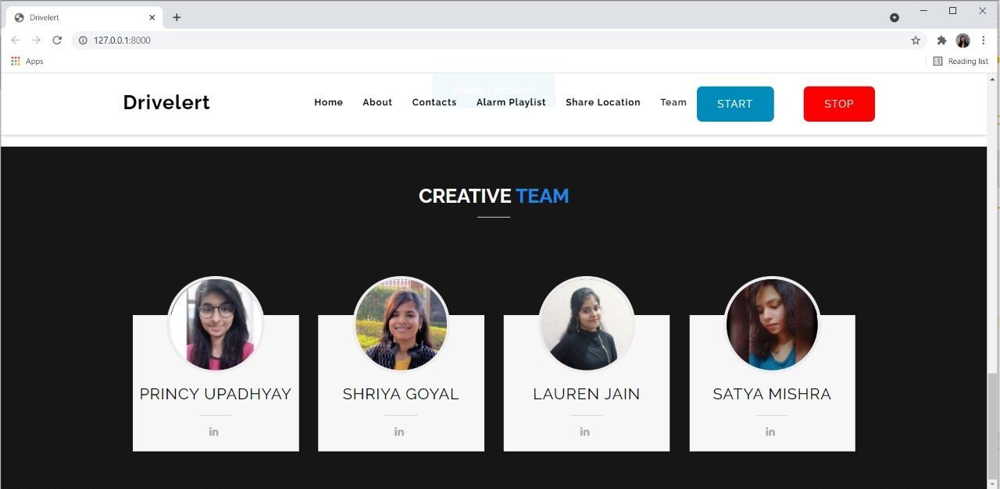 Drivelert
127.0.0.1:8000
Apps
Reading list
Share Location
Drivelert Home About Contacts Alarm Playlist Share Location Team START STOP
CREATIVE TEAM
PRINCY UPADHYAY SHRIYA GOYAL LAUREN JAIN SATYA MISHRA
in in in in